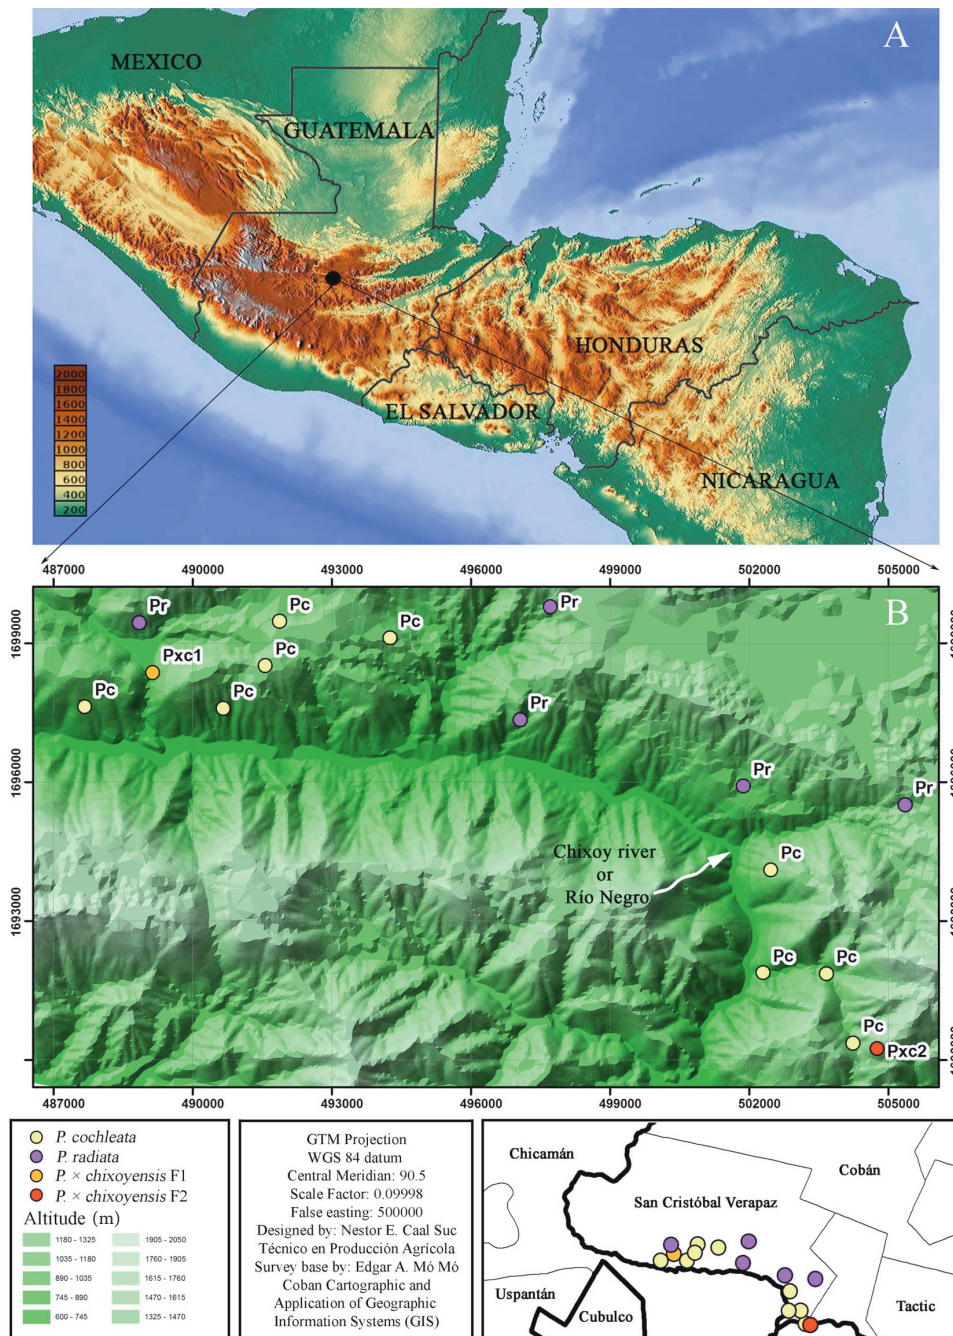 A
MEXICO
GUATEMALA
HONDURAS
EL SALVADOR
NICARAGUA
2000
1800
1600
1400
1200
1000
800
600
400
200
487000 490000 493000 496000 499000 502000 505000
B
Pr
Pc
Pc
Pr
1699000
Pxc1
Pc
Pc
Pc
Pr
1696000
Pr
Pr
Chixoy river
or
Río Negro
Pc
1693000
Pc
Pc
Pc
Pxc2
487000 490000 493000 496000 499000 502000 505000
P. cochleata
P. radiata
P. × chixoyensis F1
P. × chixoyensis F2
Altitude (m)
1180 - 1325
1035 - 1180
890 - 1035
745 - 890
600 - 745
1905 - 2050
1760 - 1905
1615 - 1760
1470 - 1615
1325 - 1470
GTM Projection
WGS 84 datum
Central Meridian: 90.5
Scale Factor: 0.09998
False easting: 500000
Designed by: Nestor E. Caal Suc
Técnico en Producción Agrícola
Survey base by: Edgar A. Mó Mó
Coban Cartographic and
Application of Geographic
Information Systems (GIS)
Chicamán
Cobán
San Cristóbal Verapaz
Uspantán
Cubulco
Tactic